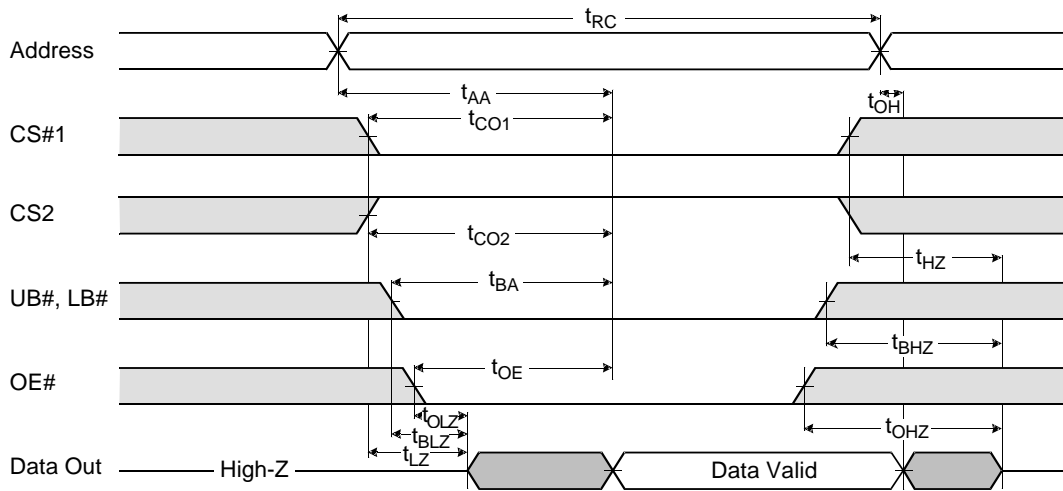 tRC
Address
tAA
tOH
CS#1
tCO1
CS2
tCO2
tHZ
UB#, LB#
tBA
tBHZ
OE#
tOE
tOLZ
tBLZ
tOHZ
tLZ
Data Out
High-Z
Data Valid